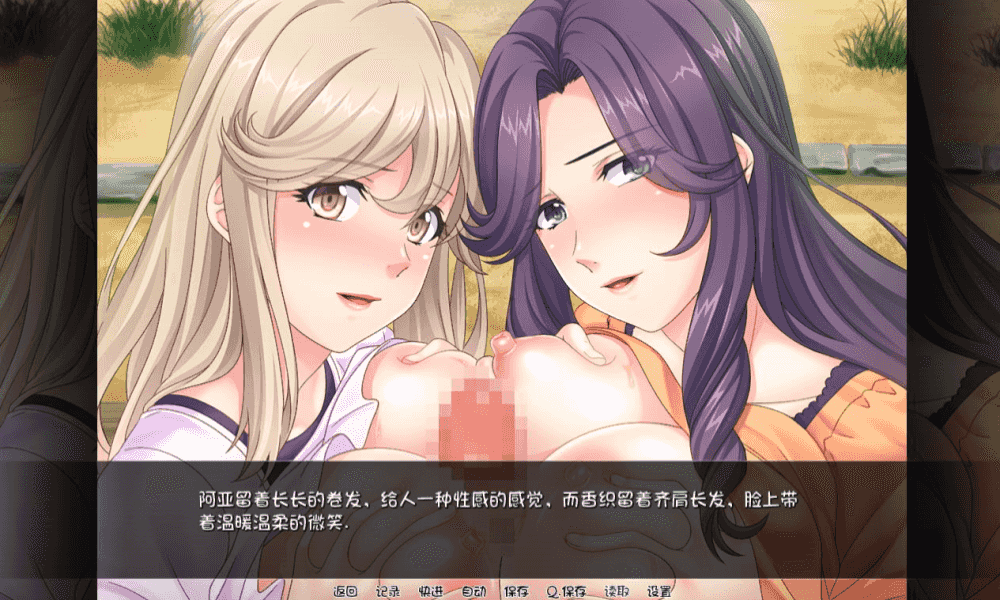 阿亚留着长长的卷发，给人一种性感的感觉，而香织留着齐肩长发，脸上带
着温暖温柔的微笑.
返回 记录 快进 自动 保存 Q.保存 读取 设置